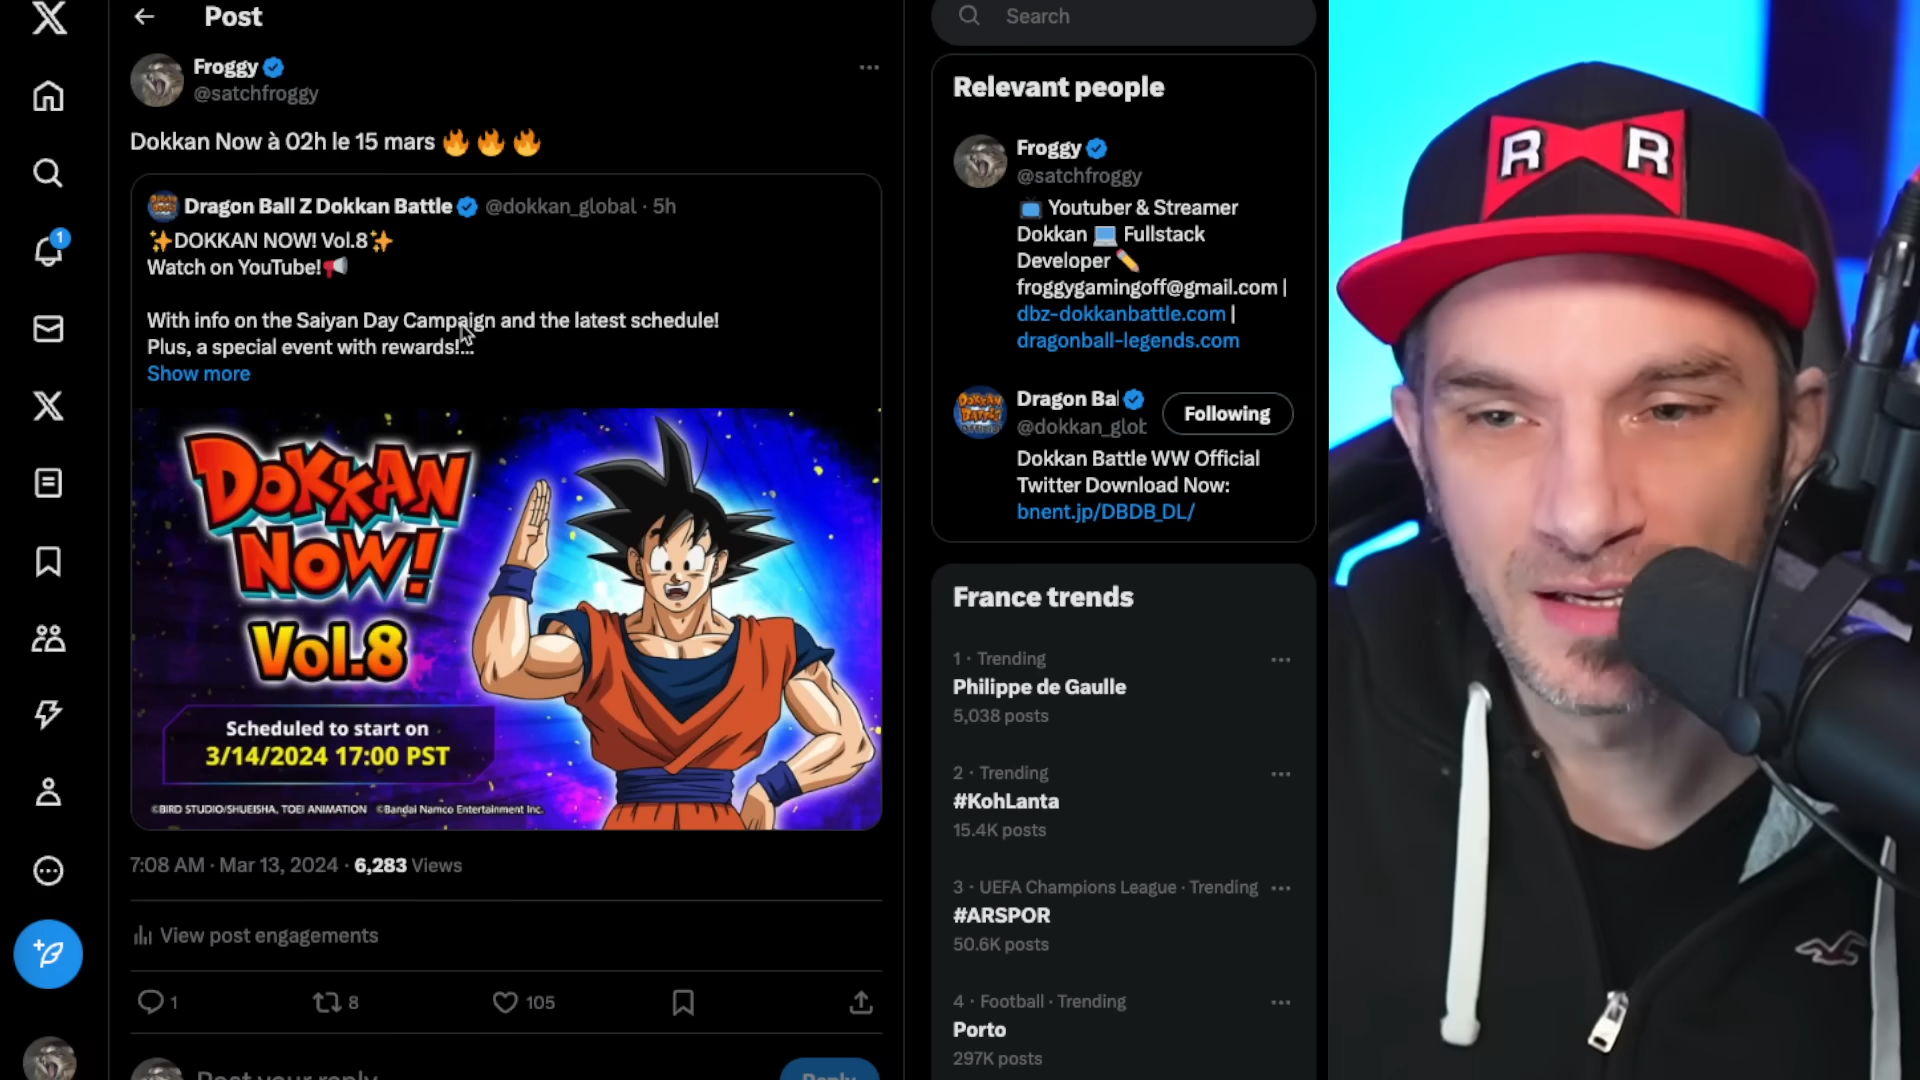 Post
Froggy
@satchfroggy
Dokkan Now à 02h le 15 mars 🔥 🔥 🔥
Dragon Ball Z Dokkan Battle @dokkan_global · 5h
✨DOKKAN NOW! Vol.8✨
Watch on YouTube!📢
With info on the Saiyan Day Campaign and the latest schedule!
Plus, a special event with rewards!...
Show more
DOKKAN
NOW!
Vol.8
Scheduled to start on
3/14/2024 17:00 PST
©BIRD STUDIO/SHUEISHA, TOEI ANIMATION ©Bandai Namco Entertainment Inc.
7:08 AM · Mar 13, 2024 · 6,283 Views
View post engagements
1
8
105
Post your reply
Reply
Search
Relevant people
Froggy
@satchfroggy
📺 Youtuber & Streamer
Dokkan 💻 Fullstack
Developer ✏️
froggygamingoff@gmail.com |
dbz-dokkanbattle.com |
dragonball-legends.com
Dragon Bal
@dokkan_glob
Following
Dokkan Battle WW Official
Twitter Download Now:
bnent.jp/DBDB_DL/
France trends
1 · Trending
Philippe de Gaulle
5,038 posts
2 · Trending
#KohLanta
15.4K posts
3 · UEFA Champions League · Trending
#ARSPOR
50.6K posts
4 · Football · Trending
Porto
297K posts
1
R R